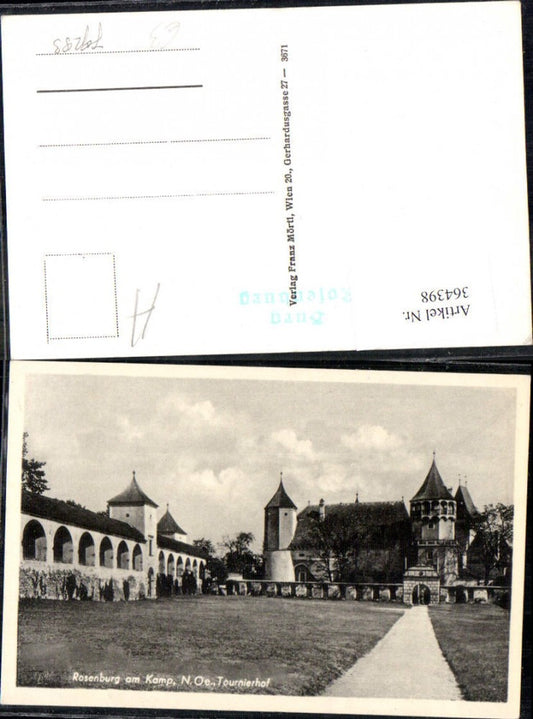 Verlag Franz Mörtl, Wien 20., Gerhardusgasse 27 — 3671
Burg
Rosenburg
Artikel Nr.
364398
H
Rosenburg am Kamp, N.Oe., Tournierhof